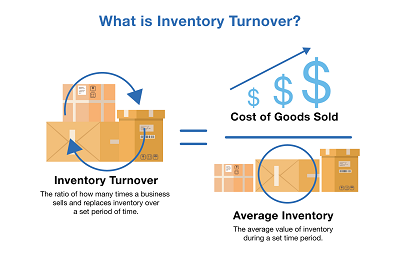 What is Inventory Turnover?
$ $ $
Cost of Goods Sold
Inventory Turnover
The ratio of how many times a business
sells and replaces inventory over
a set period of time.
Average Inventory
The average value of inventory
during a set time period.